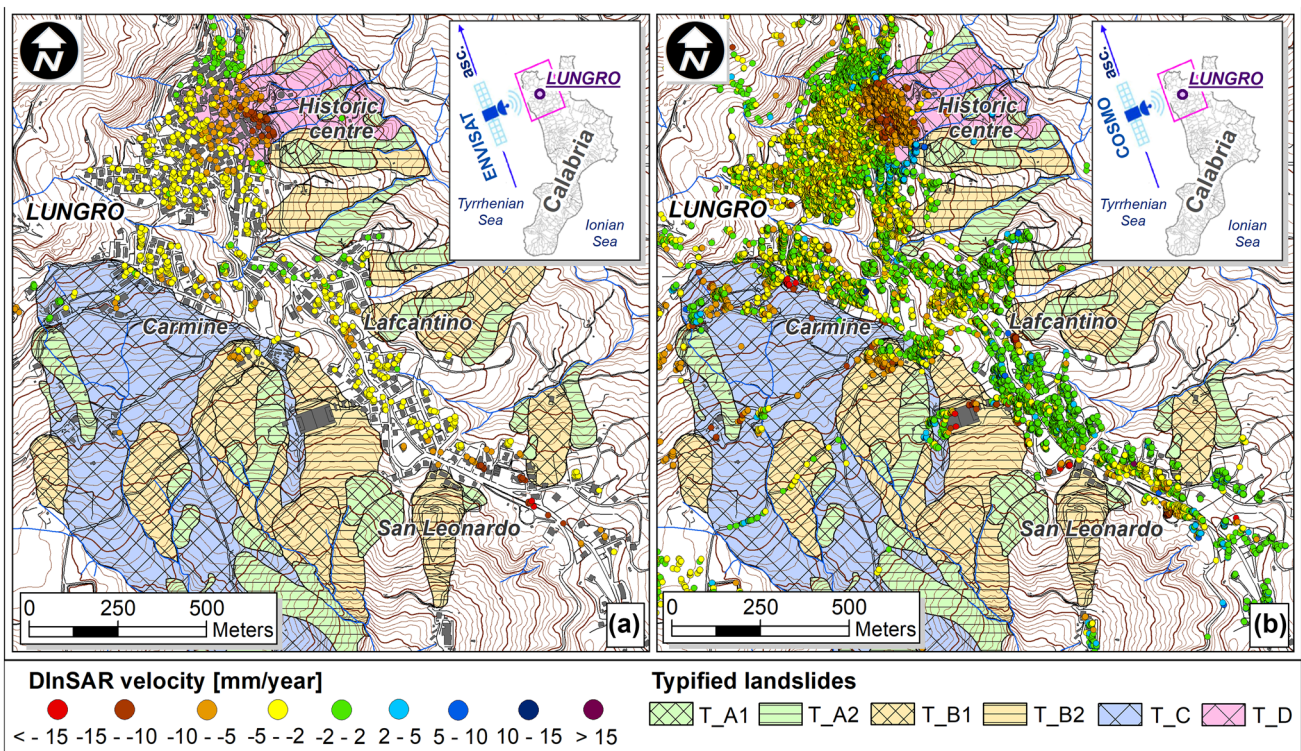 N
asc.
ENVISAT
LUNGRO
Calabria
Tyrrhenian
Sea
Ionian
Sea
Historic
centre
LUNGRO
Carmine
Lafcantino
San Leonardo
0 250 500
Meters
(a)
N
asc.
COSMO
LUNGRO
Calabria
Tyrrhenian
Sea
Ionian
Sea
Historic
centre
LUNGRO
Carmine
Lafcantino
San Leonardo
0 250 500
Meters
(b)
DInSAR velocity [mm/year]
< - 15 -15 - -10 -10 - -5 -5 - -2 -2 - 2 2 - 5 5 - 10 10 - 15 > 15
Typified landslides
T_A1 T_A2 T_B1 T_B2 T_C T_D